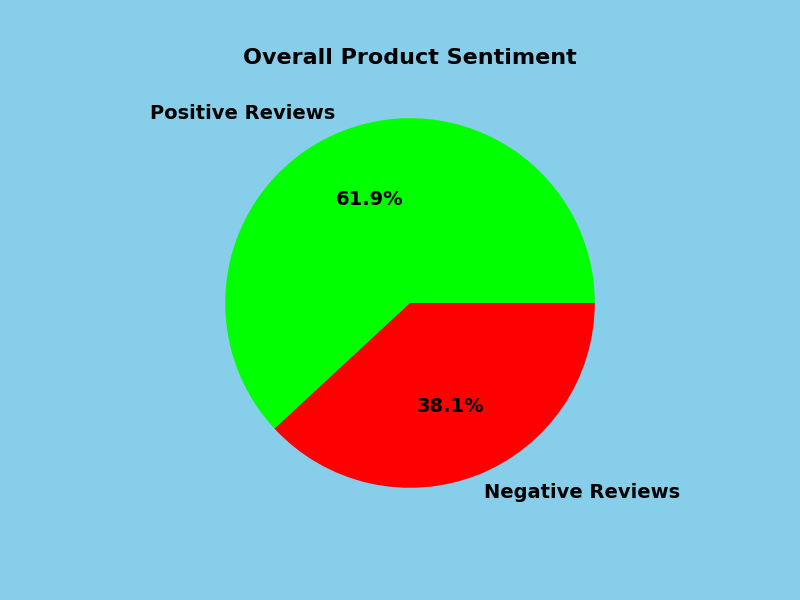 Overall Product Sentiment
Positive Reviews
61.9%
38.1%
Negative Reviews